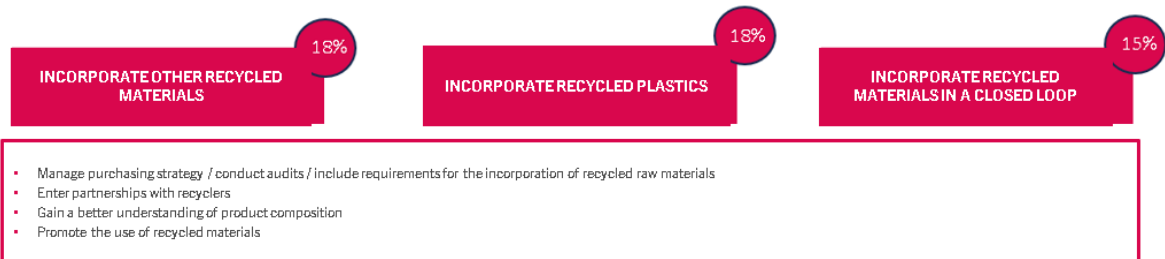 18%
INCORPORATE OTHER RECYCLED
MATERIALS
18%
INCORPORATE RECYCLED PLASTICS
15%
INCORPORATE RECYCLED
MATERIALS IN A CLOSED LOOP
▪ Manage purchasing strategy / conduct audits / include requirements for the incorporation of recycled raw materials
▪ Enter partnerships with recyclers
▪ Gain a better understanding of product composition
▪ Promote the use of recycled materials